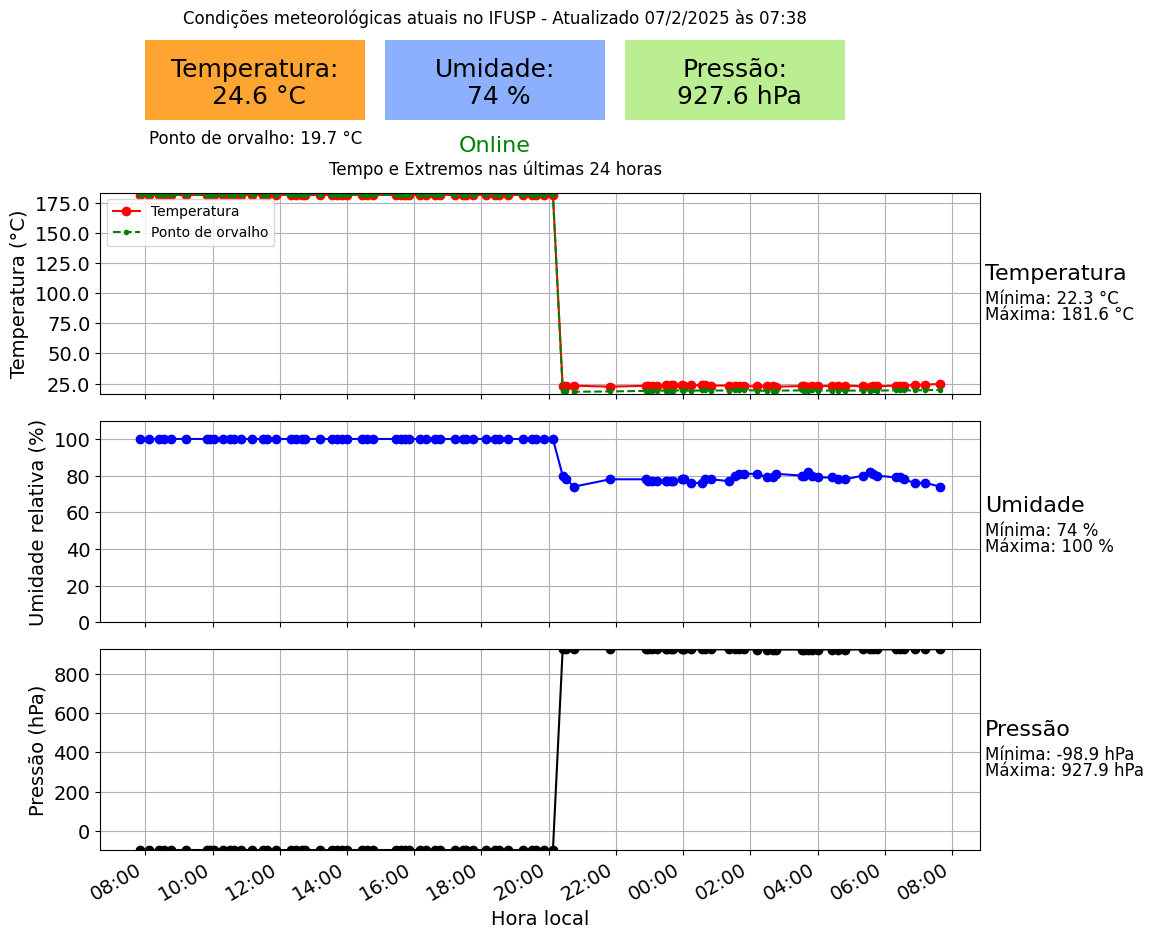 Condições meteorológicas atuais no IFUSP - Atualizado 07/2/2025 às 07:38
Temperatura:
24.6 °C
Umidade:
74 %
Pressão:
927.6 hPa
Ponto de orvalho: 19.7 °C
Online
Tempo e Extremos nas últimas 24 horas
Temperatura (°C)
175.0
150.0
125.0
100.0
75.0
50.0
25.0
Temperatura
Ponto de orvalho
Temperatura
Mínima: 22.3 °C
Máxima: 181.6 °C
Umidade relativa (%)
100
80
60
40
20
0
Umidade
Mínima: 74 %
Máxima: 100 %
Pressão (hPa)
800
600
400
200
0
Pressão
Mínima: -98.9 hPa
Máxima: 927.9 hPa
08:00
10:00
12:00
14:00
16:00
18:00
20:00
22:00
00:00
02:00
04:00
06:00
08:00
Hora local